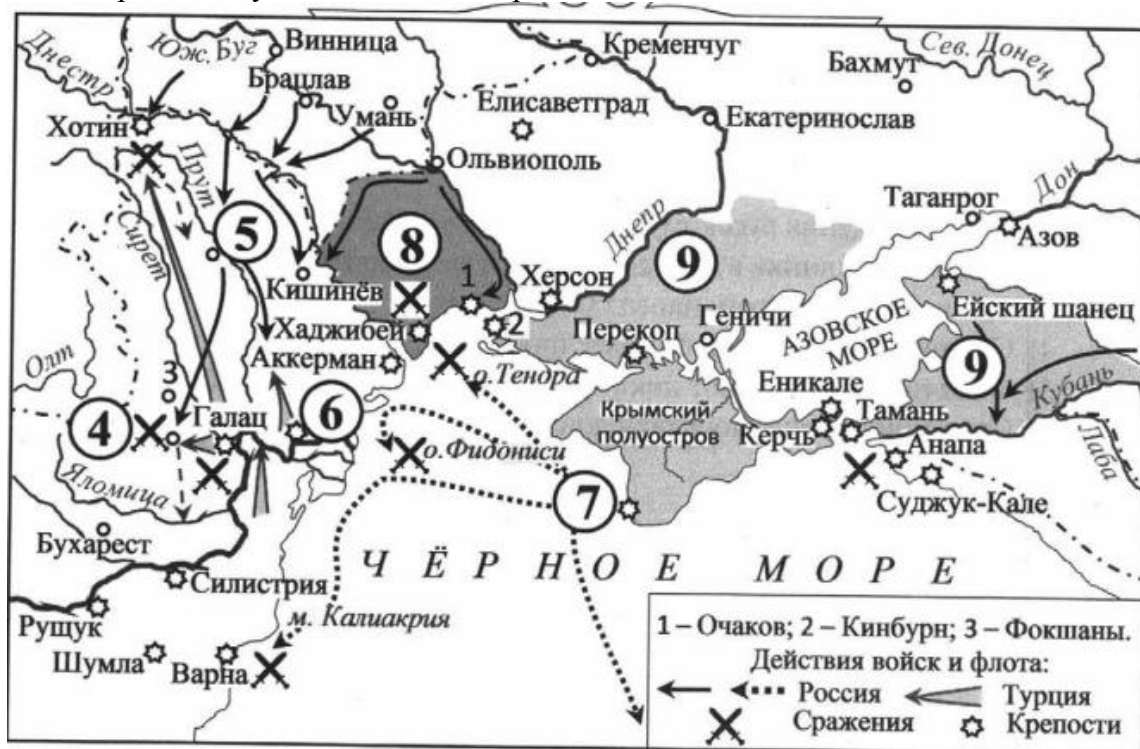 Днестр
Юж. Буг
Винница
Брацлав
Умань
Хотин
Прут
Сирет
Кременчуг
Елисаветград
Ольвиополь
Бахмут
Сев. Донец
Екатеринослав
Таганрог
Дон
Азов
Днепр
5
8
9
Кишинёв
1
Херсон
Хаджибей
2
Перекоп
Геничи
АЗОВСКОЕ
МОРЕ
Ейский шанец
9
Кубань
Аккерман
о. Тендра
Олт
3
4
Галац
6
Еникале
Тамань
Крымский
полуостров
Керчь
Анапа
Лаба
о. Фидониси
Суджук-Кале
Яломица
7
Бухарест
ЧЁРНОЕ МОРЕ
Силистрия
м. Калиакрия
Рущук
Шумла
Варна
1 – Очаков; 2 – Кинбурн; 3 – Фокшаны.
Действия войск и флота:
Россия Турция
Сражения Крепости